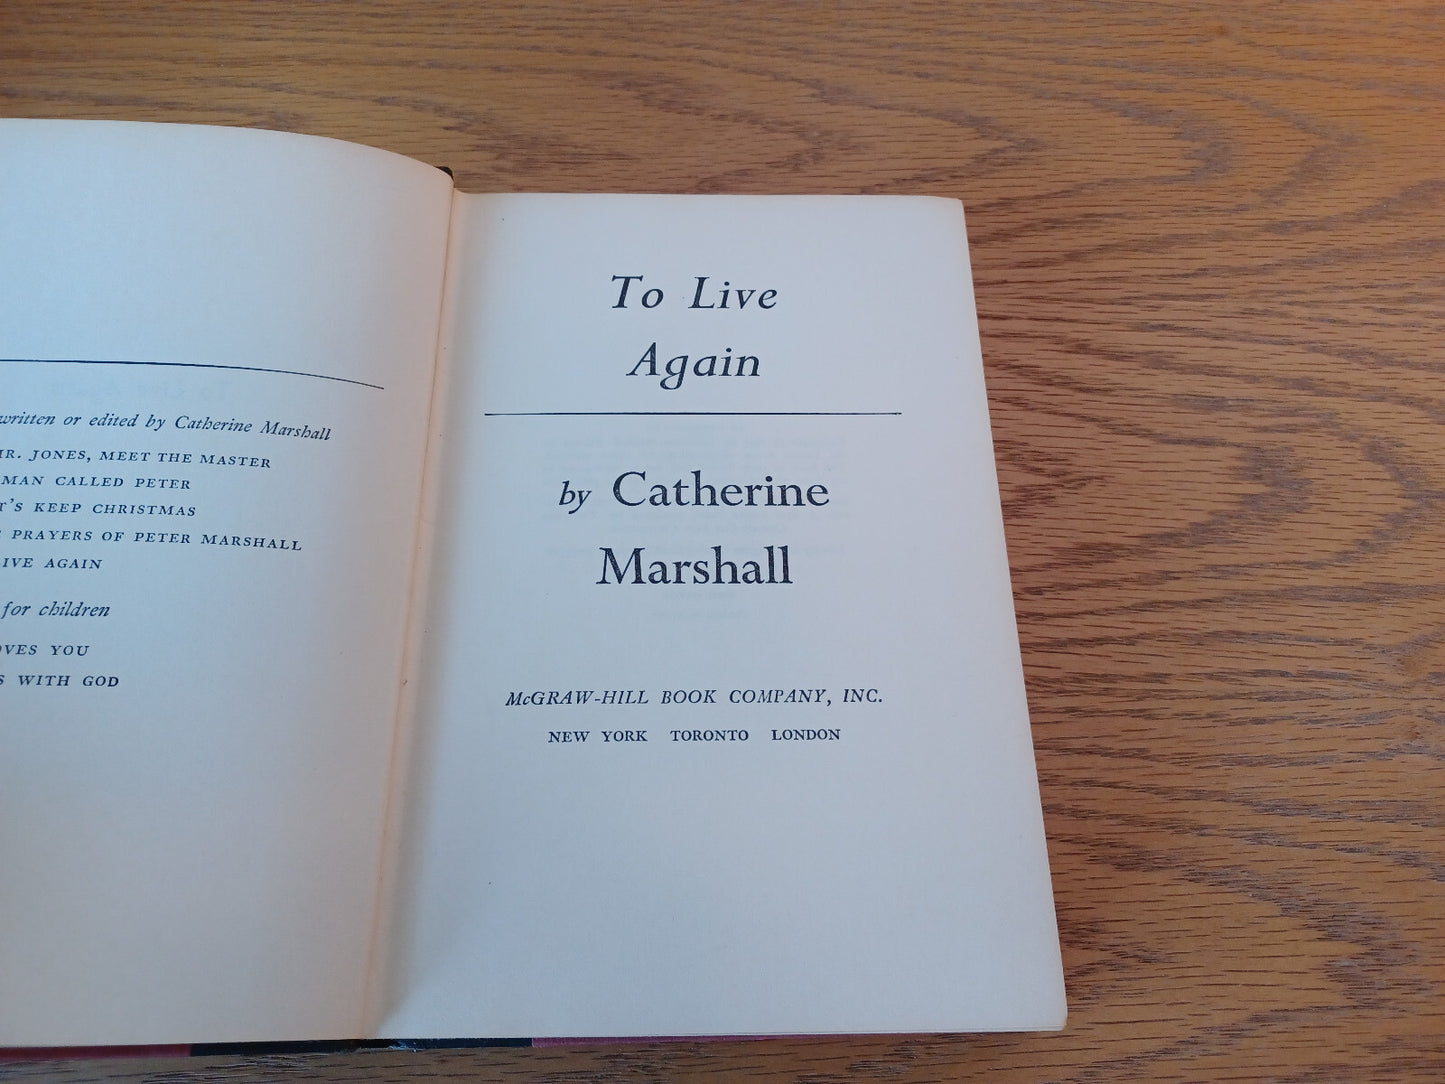 written or edited by Catherine Marshall
MR. JONES, MEET THE MASTER
MAN CALLED PETER
T'S KEEP CHRISTMAS
PRAYERS OF PETER MARSHALL
LIVE AGAIN
for children
OVES YOU
S WITH GOD
To Live
Again
by Catherine
Marshall
McGRAW-HILL BOOK COMPANY, INC.
NEW YORK TORONTO LONDON